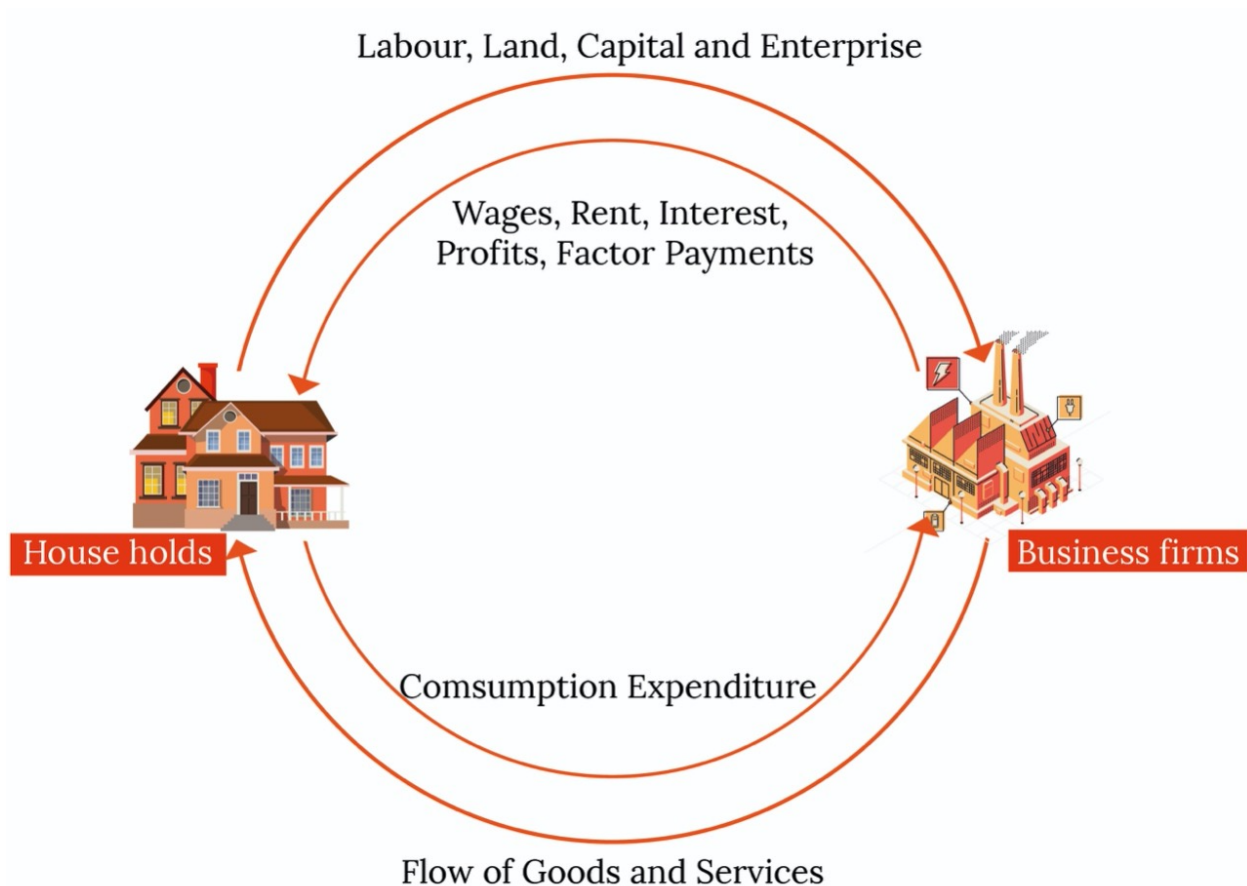 Labour, Land, Capital and Enterprise
Wages, Rent, Interest,
Profits, Factor Payments
House holds
Business firms
Comsumption Expenditure
Flow of Goods and Services